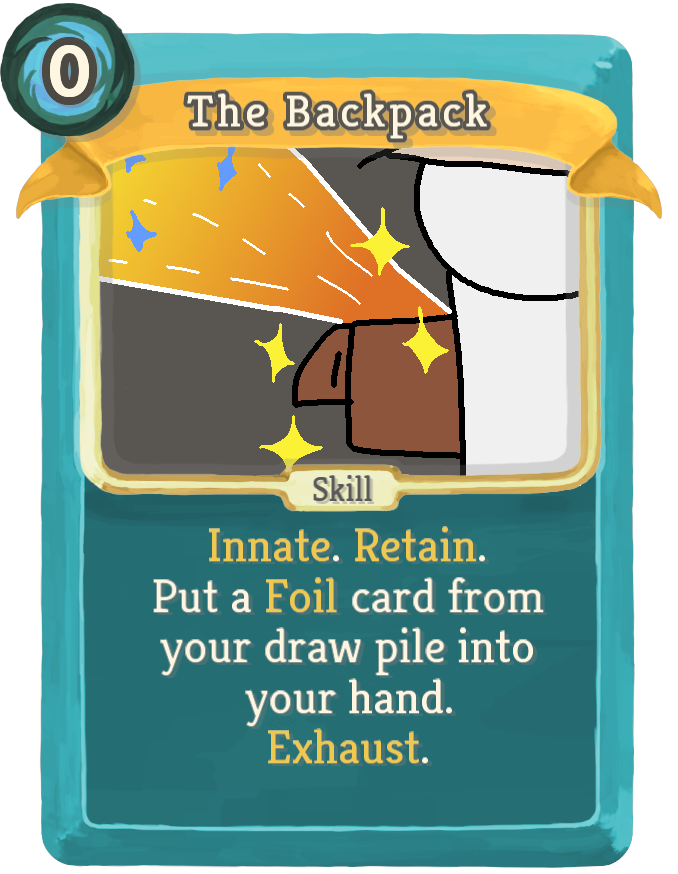 0
The Backpack
Skill
Innate. Retain.
Put a Foil card from
your draw pile into
your hand.
Exhaust.